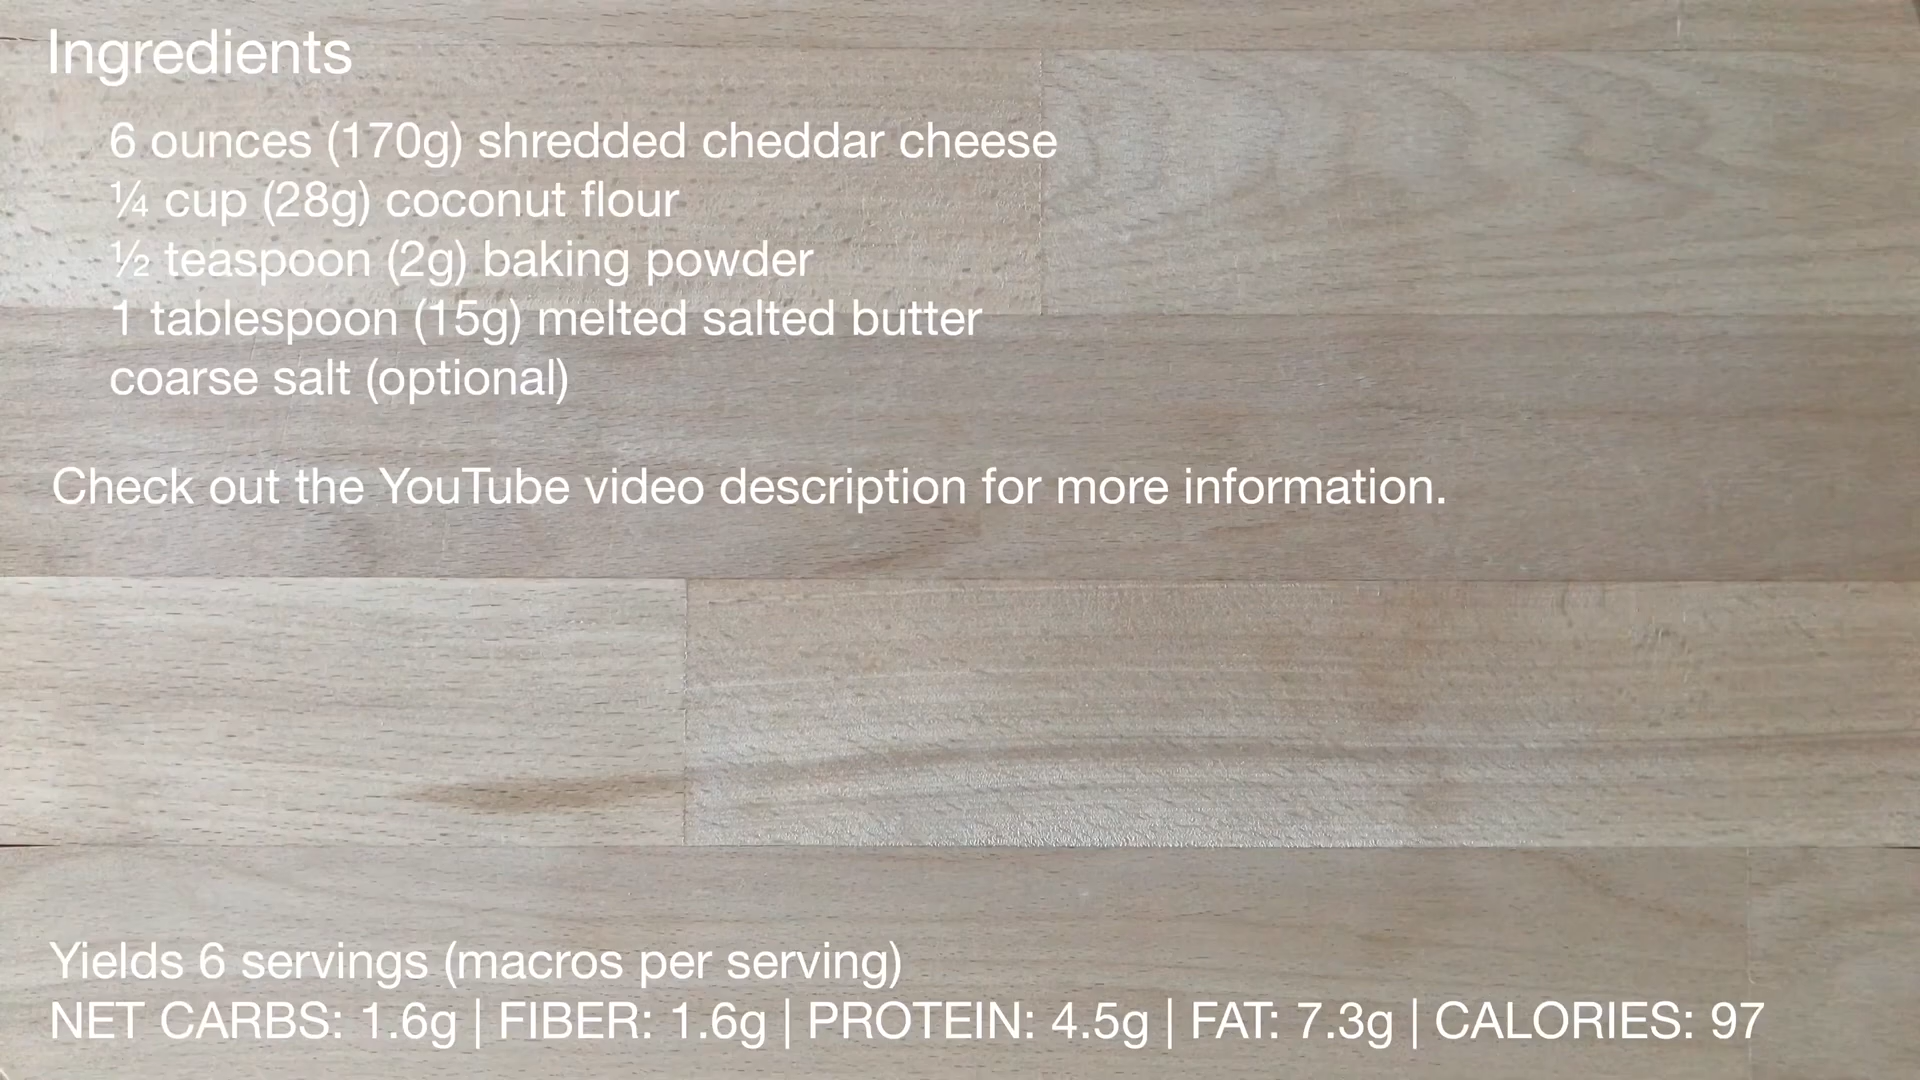 Ingredients
6 ounces (170g) shredded cheddar cheese
¼ cup (28g) coconut flour
½ teaspoon (2g) baking powder
1 tablespoon (15g) melted salted butter
coarse salt (optional)
Check out the YouTube video description for more information.
Yields 6 servings (macros per serving)
NET CARBS: 1.6g | FIBER: 1.6g | PROTEIN: 4.5g | FAT: 7.3g | CALORIES: 97